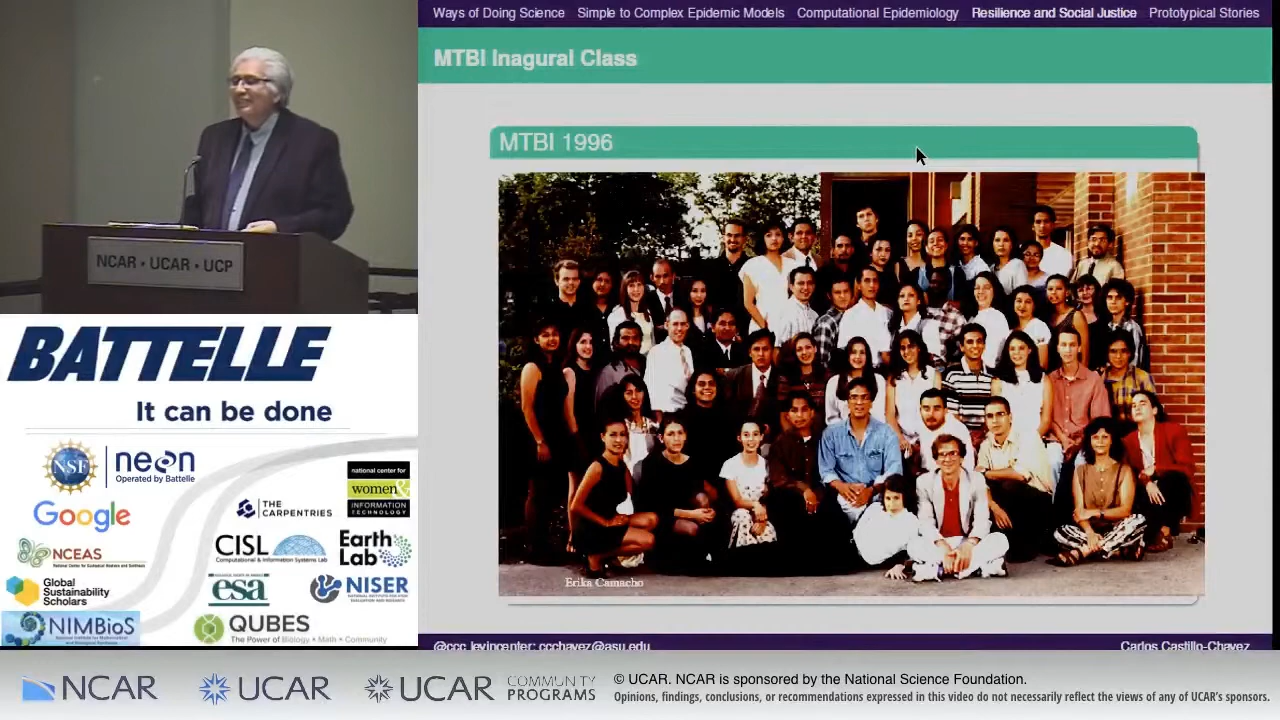 Ways of Doing Science Simple to Complex Epidemic Models Computational Epidemiology Resilience and Social Justice Prototypical Stories
MTBI Inagural Class
MTBI 1996
Erika Camacho
@ccc_levincenter; ccchavez@asu.edu
Carlos Castillo-Chavez
NCAR • UCAR • UCP
BATTELLE
It can be done
NSF
neon
Operated by Battelle
national center for
women &
INFORMATION
TECHNOLOGY
Google
THE
CARPENTRIES
NCEAS
CISL
Computational & Information Systems Lab
Earth
Lab
Global
Sustainability
Scholars
esa
NISER
NIMBioS
QUBES
The Power of Biology • Math • Community
NCAR
UCAR
UCAR
COMMUNITY
PROGRAMS
© UCAR. NCAR is sponsored by the National Science Foundation.
Opinions, findings, conclusions, or recommendations expressed in this video do not necessarily reflect the views of any of UCAR's sponsors.